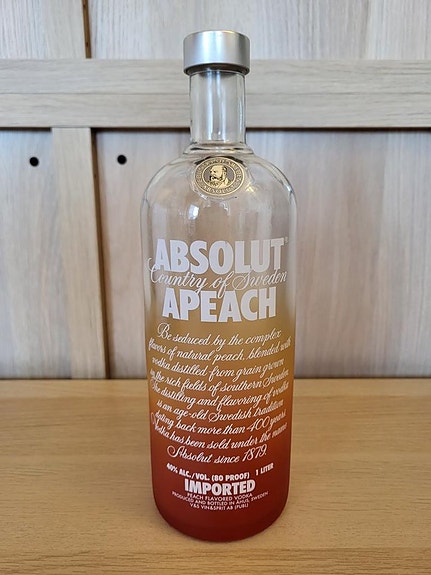 ABSOLUT
Country of Sweden
APEACH
Be seduced by the complex
flavors of natural peach, blended with
vodka distilled from grain grown
in the rich fields of southern Sweden.
The distilling and flavoring of vodka
is an age-old Swedish tradition
dating back more than 400 years.
Vodka has been sold under the name
Absolut since 1879.
40% ALC./VOL. (80 PROOF) 1 LITER
IMPORTED
PEACH FLAVORED VODKA
PRODUCED AND BOTTLED IN ÅHUS, SWEDEN
V&S VIN&SPRIT AB (PUBL)